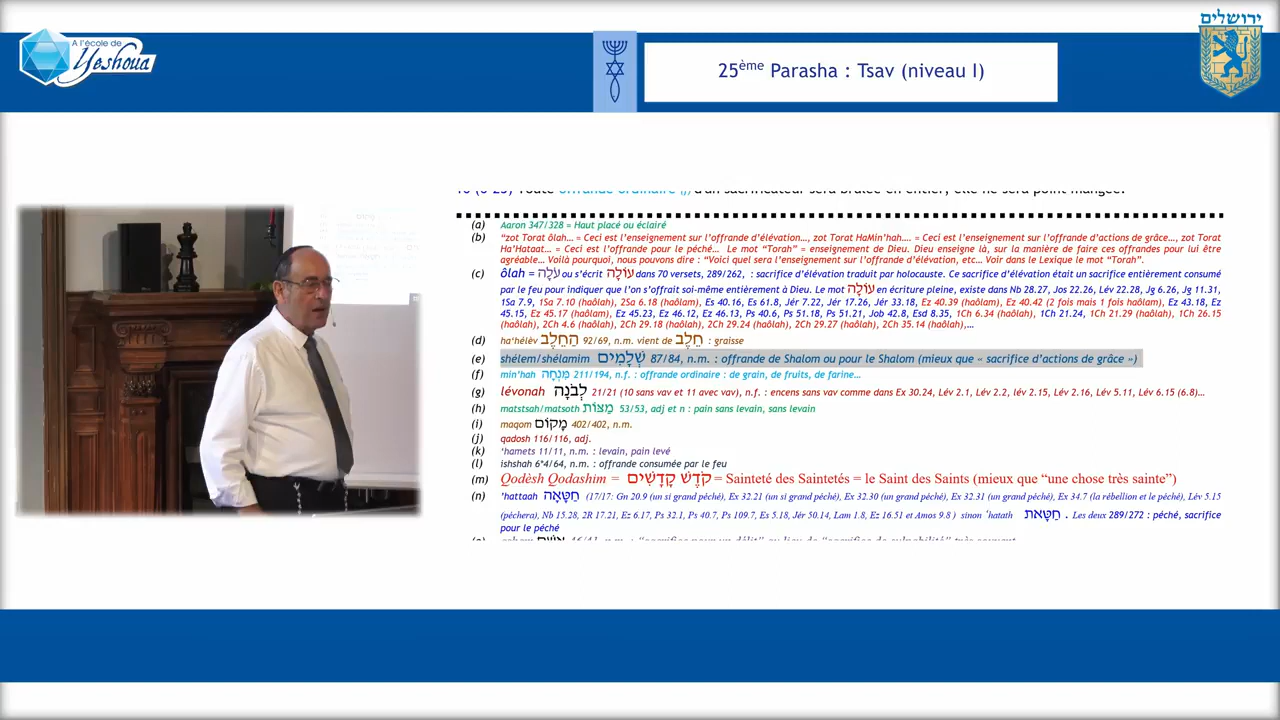 A l'école de
Yeshoua
25ème Parasha : Tsav (niveau I)
ירושלים
10 (6-23) Toute offrande ordinaire (f) d'un sacrificateur sera brûlée en entier, elle ne sera point mangée.
(a) Aaron 347/328 = Haut placé ou éclairé
(b) "zot Torat ôlah… = Ceci est l'enseignement sur l'offrande d'élévation…, zot Torat HaMin'hah…. = Ceci est l'enseignement sur l'offrande d'actions de grâce…, zot Torat
Ha'Hataat… = Ceci est l'enseignement sur l'offrande pour le péché… Le mot "Torah" = enseignement de Dieu. Dieu enseigne là, sur la manière de faire ces offrandes pour lui être
agréable… Voilà pourquoi, nous pouvons dire : "Voici quel sera l'enseignement sur l'offrande d'élévation, etc… Voir dans le Lexique le mot "Torah".
(c) ôlah = עֹלָה ou s'écrit עוֹלָה dans 70 versets, 289/262, : sacrifice d'élévation traduit par holocauste. Ce sacrifice d'élévation était un sacrifice entièrement consumé
par le feu pour indiquer que l'on s'offrait soi-même entièrement à Dieu. Le mot עוֹלָה en écriture pleine, existe dans Nb 28.27, Jos 22.26, Lév 22.28, Jg 6.26, Jg 11.31,
1Sa 7.9, 1Sa 7.10 (haôlah), 2Sa 6.18 (haôlah), Es 40.16, Es 61.8, Jér 7.22, Jér 17.26, Jér 33.18, Ez 40.39 (haôlah), Ez 40.42 (2 fois mais 1 fois haôlah), Ez 43.18, Ez
45.15, Ez 45.17 (haôlah), Ez 45.23, Ez 46.12, Ez 46.13, Ps 40.6, Ps 51.18, Ps 51.21, Job 42.8, Esd 8.35, 1Ch 6.34 (haôlah), 1Ch 21.24, 1Ch 21.29 (haôlah), 1Ch 26.15
(haôlah), 2Ch 4.6 (haôlah), 2Ch 29.18 (haôlah), 2Ch 29.24 (haôlah), 2Ch 29.27 (haôlah), 2Ch 35.14 (haôlah),…
(d) ha'hélèv הַחֵלֶב 92/69, n.m. vient de חֵלֶב : graisse
(e) shélem/shélamim שְׁלָמִים 87/84, n.m. : offrande de Shalom ou pour le Shalom (mieux que « sacrifice d'actions de grâce »)
(f) min'hah מִנְחָה 211/194, n.f. : offrande ordinaire : de grain, de fruits, de farine…
(g) lévonah לְבֹנָה 21/21 (10 sans vav et 11 avec vav), n.f. : encens sans vav comme dans Ex 30.24, Lév 2.1, Lév 2.2, lév 2.15, Lév 2.16, Lév 5.11, Lév 6.15 (6.8)…
(h) matstsah/matsoth מַצּוֹת 53/53, adj et n : pain sans levain, sans levain
(i) maqom מָקוֹם 402/402, n.m.
(j) qadosh 116/116, adj.
(k) 'hamets 11/11, n.m. : levain, pain levé
(l) ishshah 6*4/64, n.m. : offrande consumée par le feu
(m) Qodèsh Qodashim = קֹדֶשׁ קָדָשִׁים = Sainteté des Saintetés = le Saint des Saints (mieux que "une chose très sainte")
(n) 'hattaah חַטָּאָה (17/17: Gn 20.9 (un si grand péché), Ex 32.21 (un si grand péché), Ex 32.30 (un grand péché), Ex 32.31 (un grand péché), Ex 34.7 (la rébellion et le péché), Lév 5.15
(péchera), Nb 15.28, 2R 17.21, Ez 6.17, Ps 32.1, Ps 40.7, Ps 109.7, Es 5.18, Jér 50.14, Lam 1.8, Ez 16.51 et Amos 9.8 ) sinon 'hatath חַטָּאת . Les deux 289/272 : péché, sacrifice
pour le péché